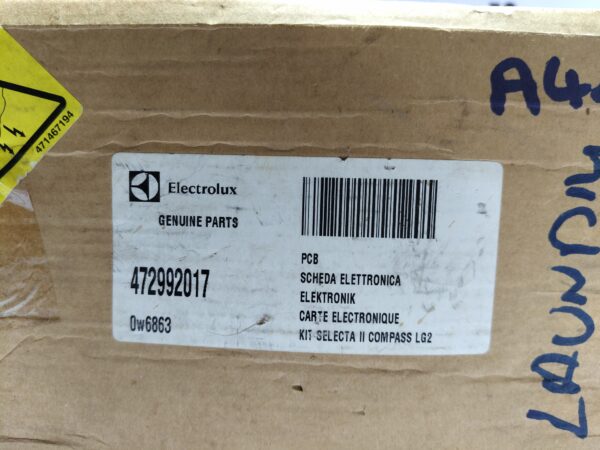 471467194
Electrolux
GENUINE PARTS
472992017
0w6863
PCB
SCHEDA ELETTRONICA
ELEKTRONIK
CARTE ELECTRONIQUE
KIT SELECTA II COMPASS LG2